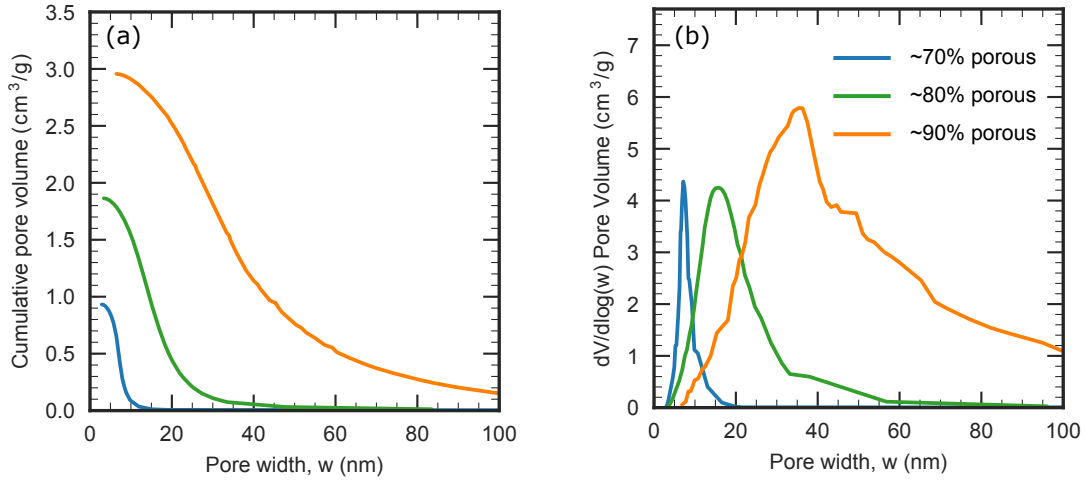 (a)
Cumulative pore volume (cm³/g)
3.5
3.0
2.5
2.0
1.5
1.0
0.5
0.0
0 20 40 60 80 100
Pore width, w (nm)
(b)
~70% porous
~80% porous
~90% porous
dV/dlog(w) Pore Volume (cm³/g)
7
6
5
4
3
2
1
0
0 20 40 60 80 100
Pore width, w (nm)